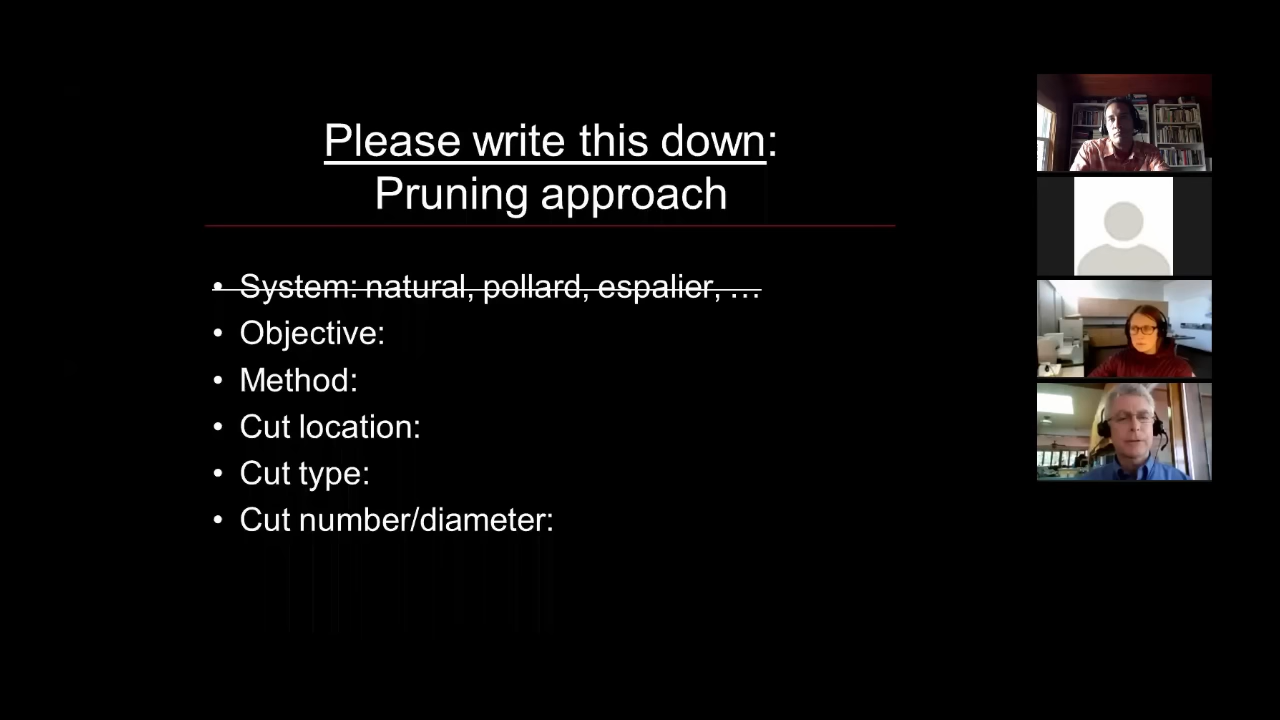 Please write this down:
Pruning approach
• System: natural, pollard, espalier, …
• Objective:
• Method:
• Cut location:
• Cut type:
• Cut number/diameter: